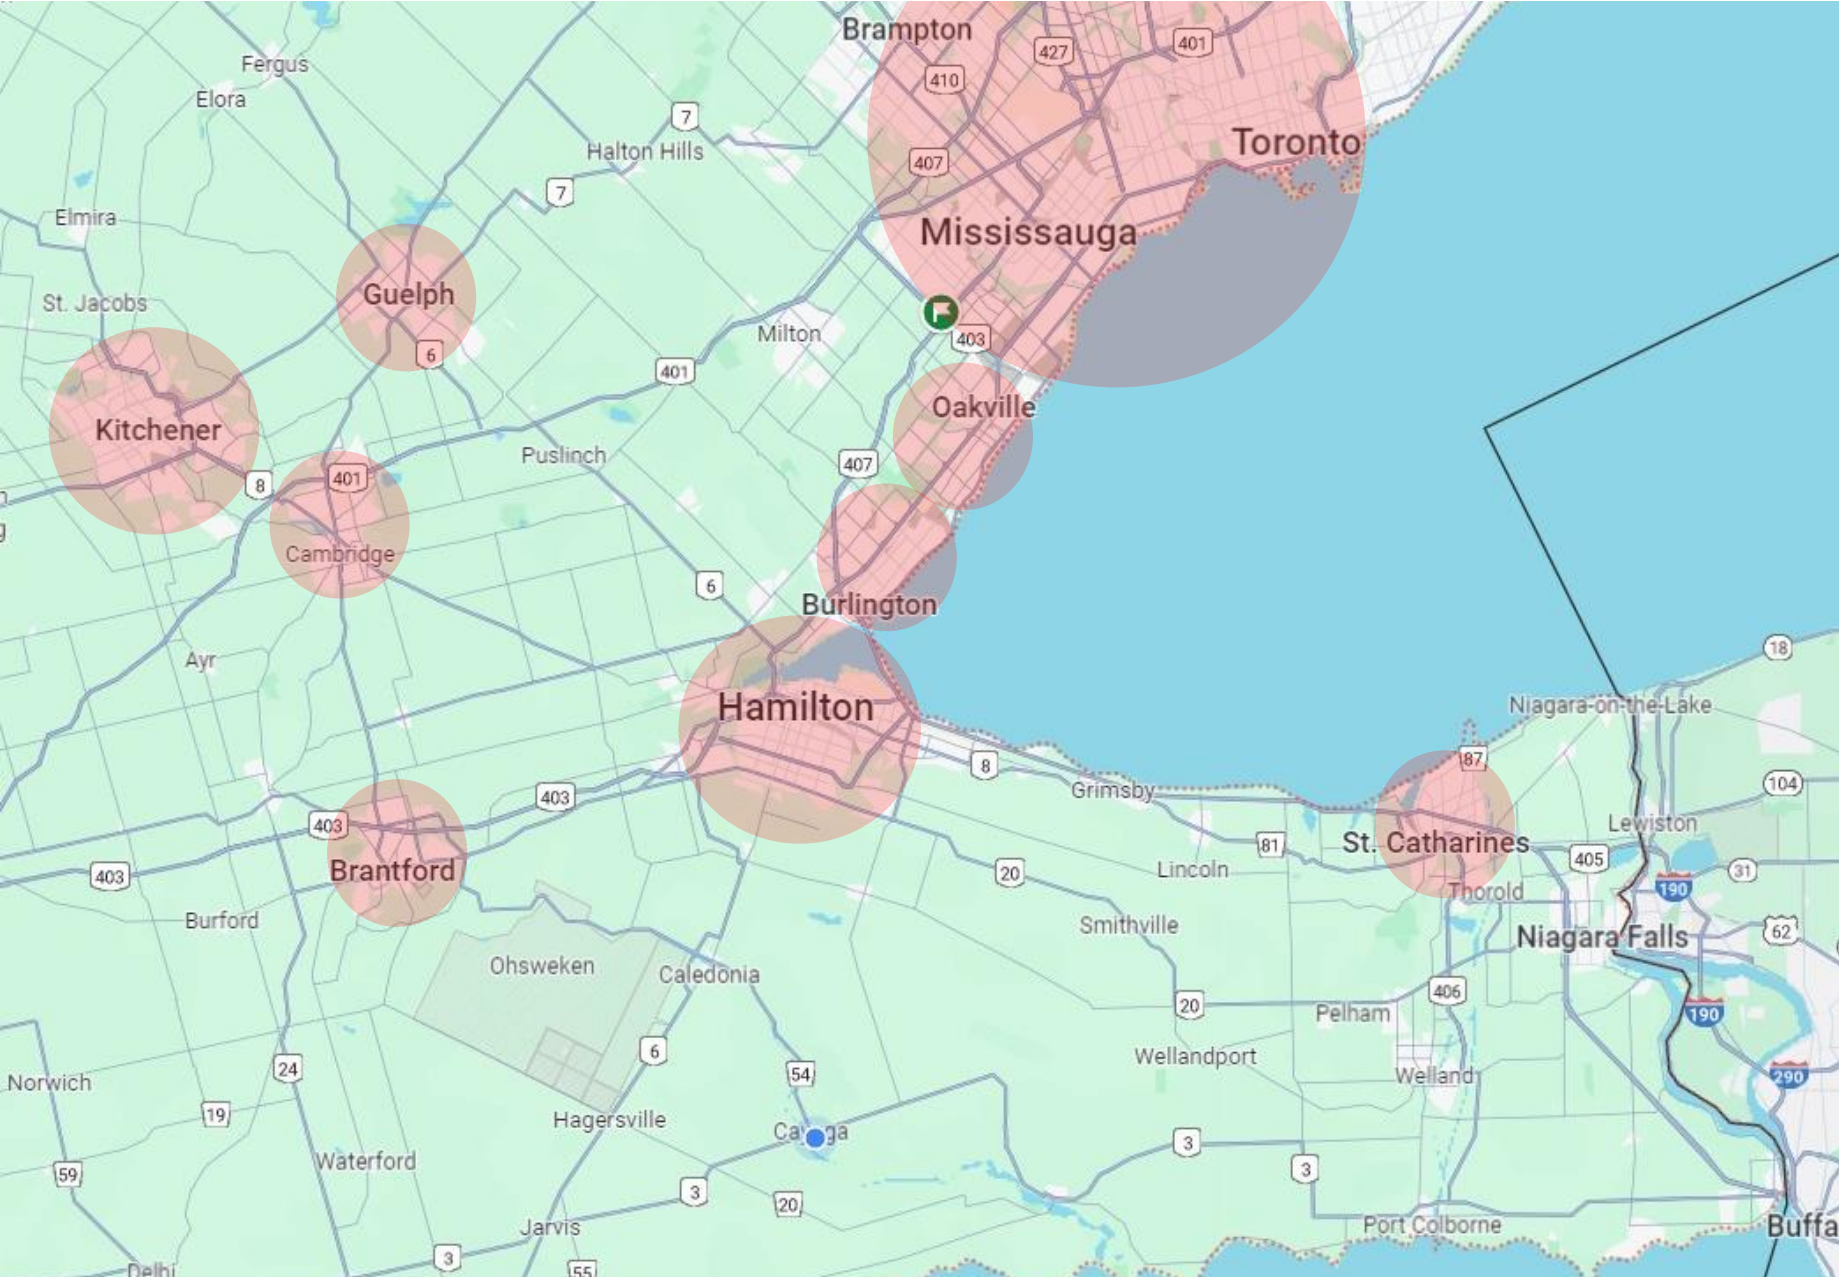 Brampton
427
401
Fergus
410
Elora
7
Toronto
Halton Hills
407
7
Elmira
Mississauga
Guelph
St. Jacobs
Milton
403
6
401
Oakville
Kitchener
Puslinch
407
401
8
Cambridge
6
Burlington
18
Ayr
Niagara-on-the-Lake
Hamilton
87
8
104
Grimsby
403
403
Lewiston
St. Catharines
81
405
Brantford
403
20
Lincoln
31
190
Thorold
Burford
Smithville
62
Niagara Falls
Ohsweken
Caledonia
406
20
Pelham
190
6
Wellandport
24
54
Welland
290
Norwich
19
Hagersville
3
Waterford
3
59
3
20
Jarvis
Port Colborne
Buffa
3
Delhi
55